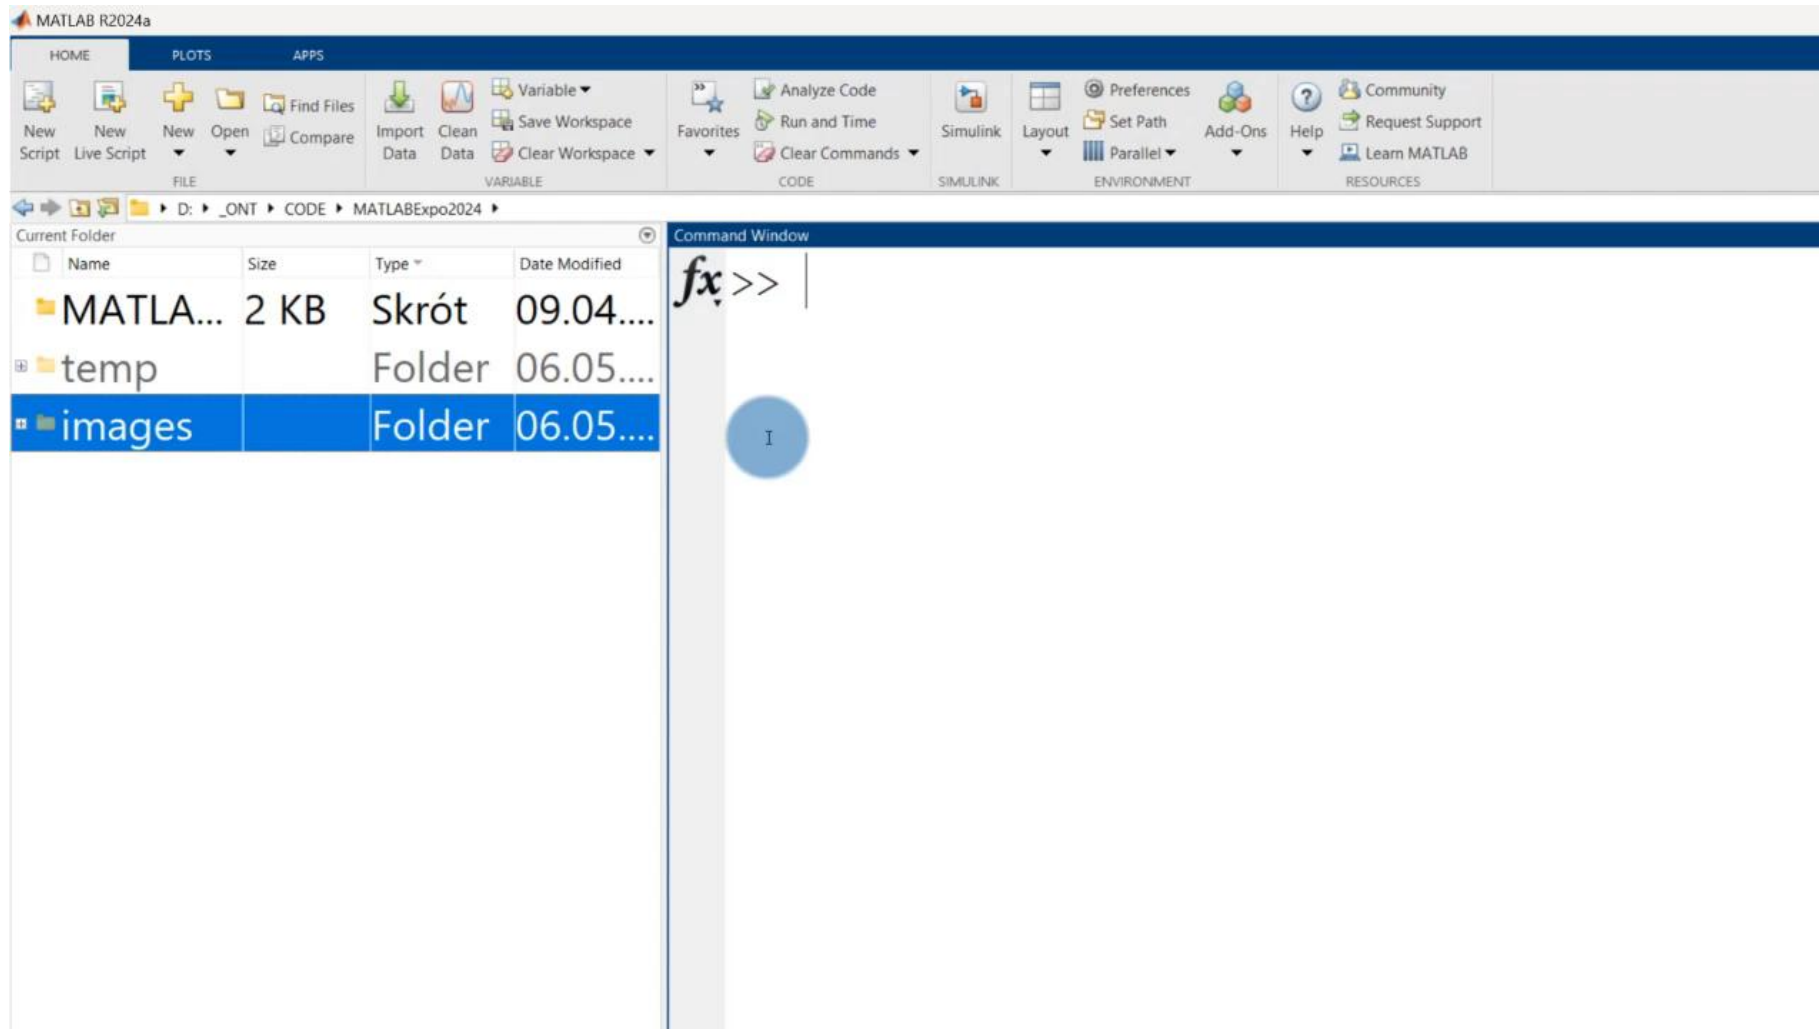 MATLAB R2024a
HOME PLOTS APPS
New Script
New Live Script
New
Open
Find Files
Compare
FILE
Import Data
Clean Data
Variable
Save Workspace
Clear Workspace
VARIABLE
Favorites
Analyze Code
Run and Time
Clear Commands
CODE
Simulink
SIMULINK
Layout
Preferences
Set Path
Parallel
Add-Ons
ENVIRONMENT
Help
Community
Request Support
Learn MATLAB
RESOURCES
D: _ONT CODE MATLABExpo2024
Current Folder
Name Size Type Date Modified
MATLA... 2 KB Skrót 09.04....
temp Folder 06.05....
images Folder 06.05....
Command Window
fx >>